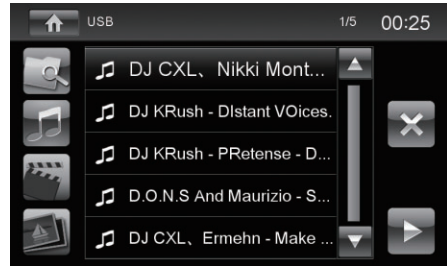 USB 1/5 00:25
DJ CXL、Nikki Mont...
DJ KRush - DIstant VOices.
DJ KRush - PRetense - D...
D.O.N.S And Maurizio - S...
DJ CXL、Ermehn - Make ...